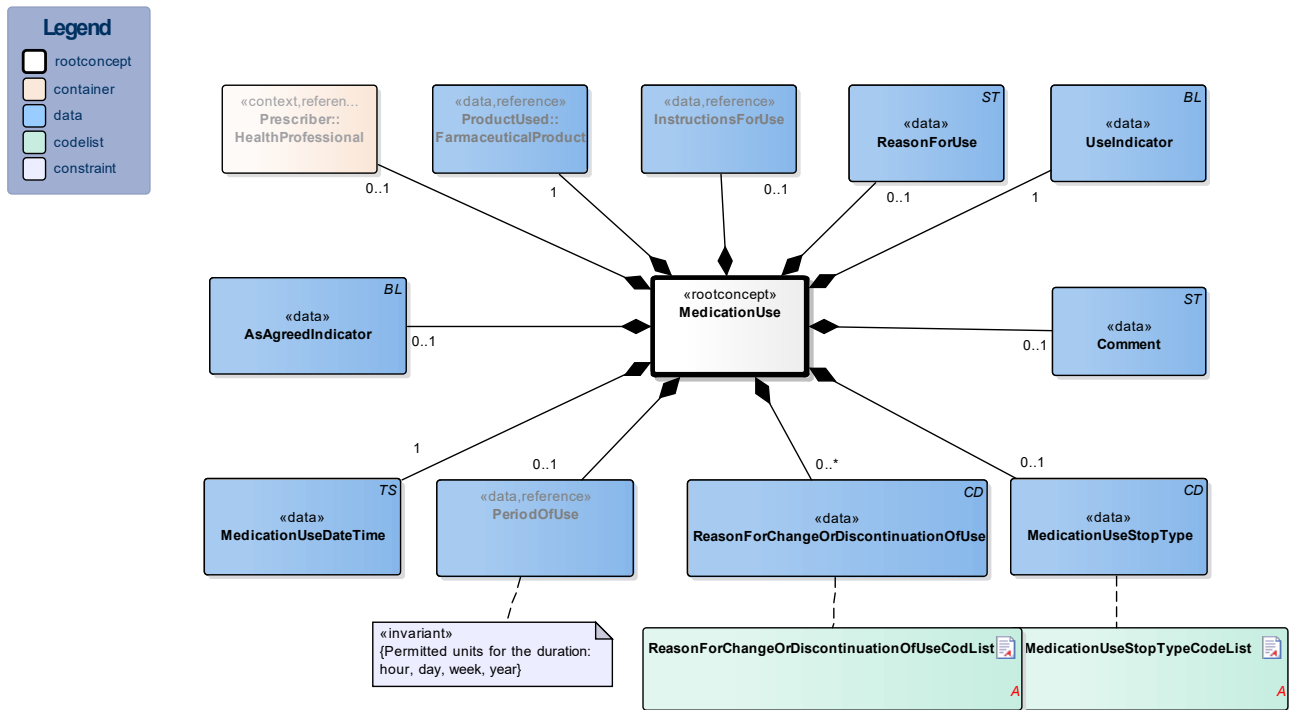 Legend
rootconcept
container
data
codelist
constraint
«context,referen...
Prescriber::
HealthProfessional
0..1
«data,reference»
ProductUsed::
FarmaceuticalProduct
1
«data,reference»
InstructionsForUse
0..1
ST
«data»
ReasonForUse
0..1
BL
«data»
UseIndicator
1
BL
«data»
AsAgreedIndicator
0..1
«rootconcept»
MedicationUse
ST
«data»
Comment
0..1
1
TS
«data»
MedicationUseDateTime
0..1
«data,reference»
PeriodOfUse
0..*
CD
«data»
ReasonForChangeOrDiscontinuationOfUse
0..1
CD
«data»
MedicationUseStopType
«invariant»
{Permitted units for the duration:
hour, day, week, year}
ReasonForChangeOrDiscontinuationOfUseCodList
A
MedicationUseStopTypeCodeList
A